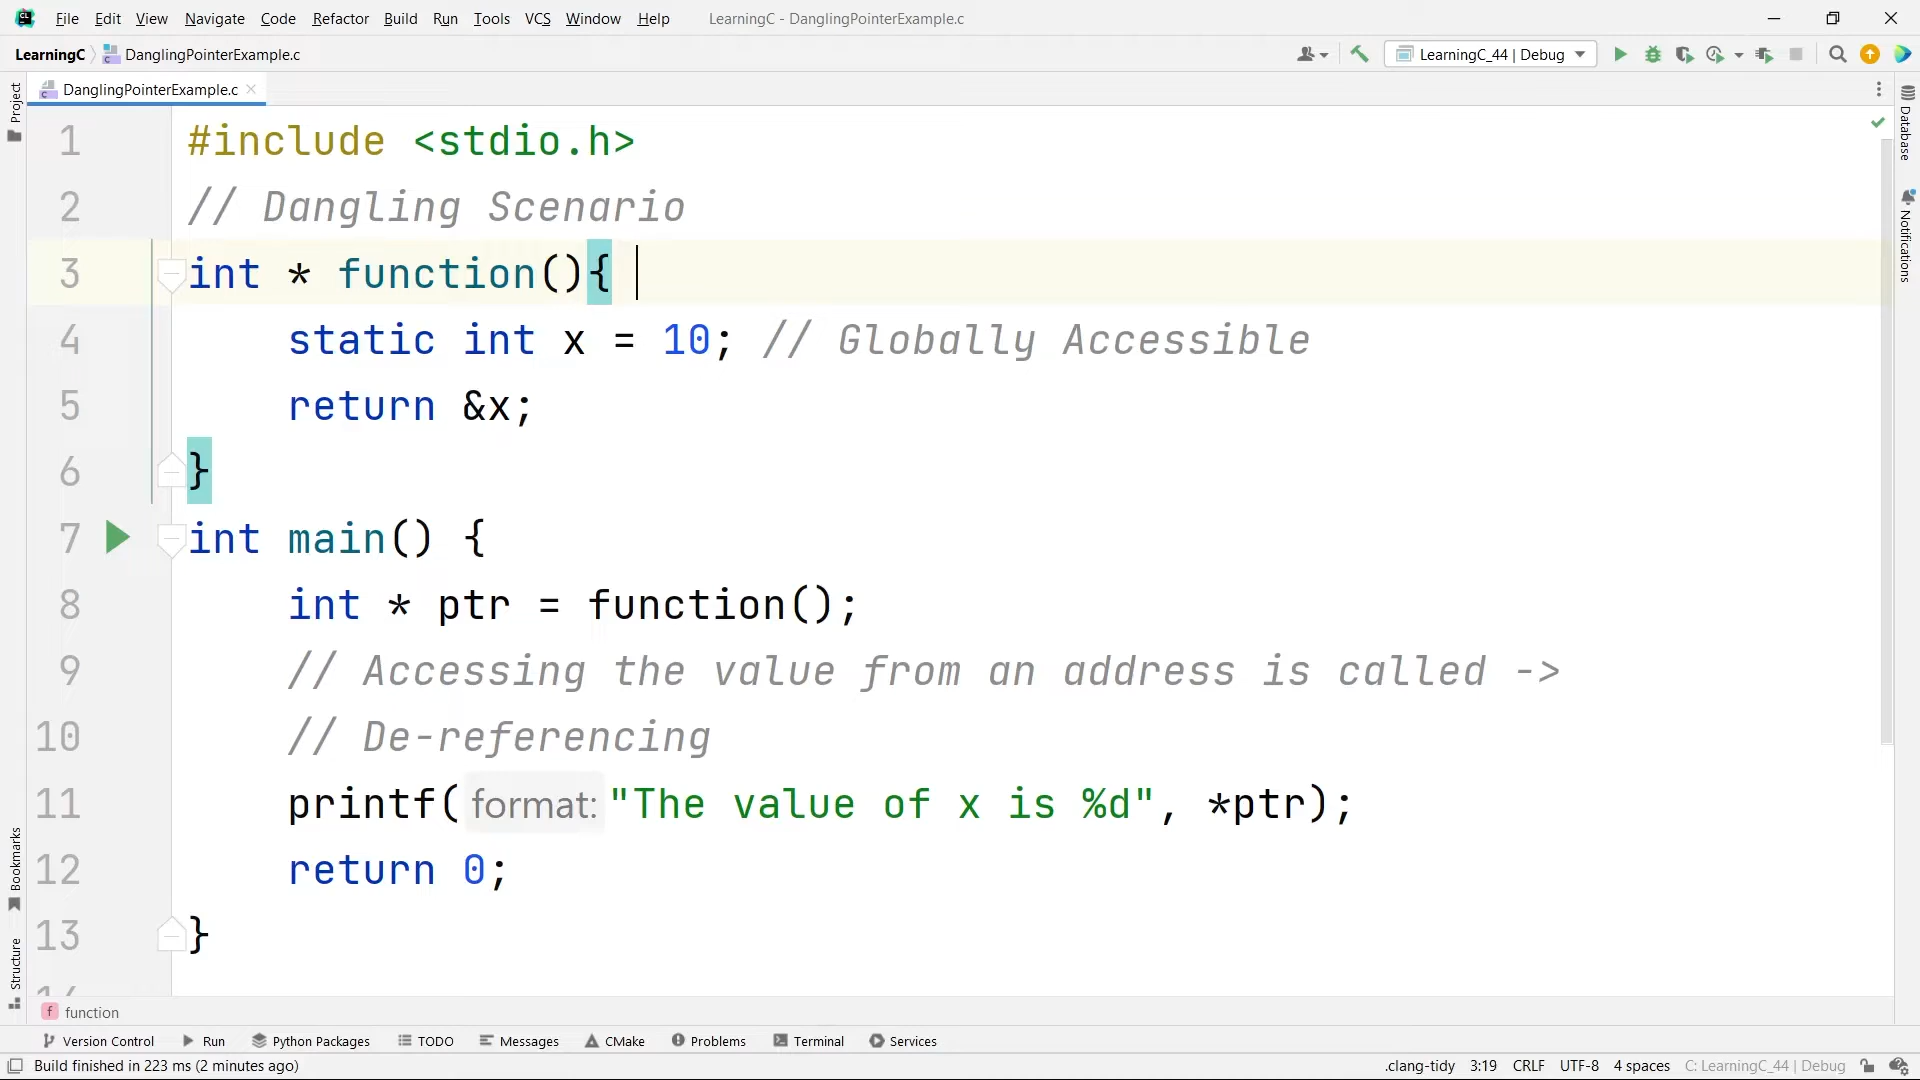 File Edit View Navigate Code Refactor Build Run Tools VCS Window Help LearningC - DanglingPointerExample.c
LearningC DanglingPointerExample.c LearningC_44 | Debug
DanglingPointerExample.c
Project
Database
Notifications
Bookmarks
Structure
1 #include <stdio.h>
2 // Dangling Scenario
3 int * function(){
4 static int x = 10; // Globally Accessible
5 return &x;
6 }
7 int main() {
8 int * ptr = function();
9 // Accessing the value from an address is called ->
10 // De-referencing
11 printf( format: "The value of x is %d", *ptr);
12 return 0;
13 }
14
f function
Version Control Run Python Packages TODO Messages CMake Problems Terminal Services
Build finished in 223 ms (2 minutes ago) .clang-tidy 3:19 CRLF UTF-8 4 spaces C: LearningC_44 | Debug